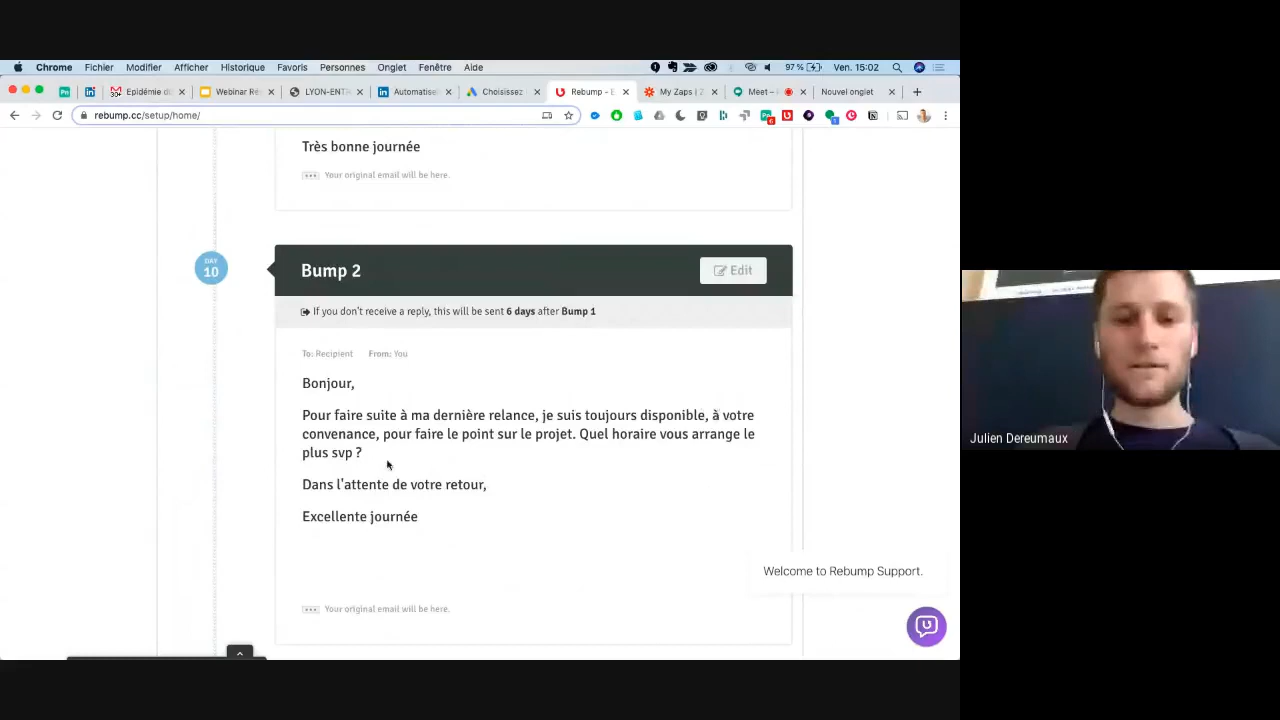 Chrome Fichier Modifier Afficher Historique Favoris Personnes Onglet Fenêtre Aide 97 % Ven. 15:02
Epidémie d Webinar Ré LYON-ENTR Automatise Choisissez Rebump - E My Zaps | Z Meet – Nouvel onglet
rebump.cc/setup/home/
Très bonne journée
Your original email will be here.
DAY
10
Bump 2
Edit
If you don't receive a reply, this will be sent 6 days after Bump 1
To: Recipient From: You
Bonjour,
Pour faire suite à ma dernière relance, je suis toujours disponible, à votre
convenance, pour faire le point sur le projet. Quel horaire vous arrange le
plus svp ?
Dans l'attente de votre retour,
Excellente journée
Your original email will be here.
Welcome to Rebump Support.
Julien Dereumaux